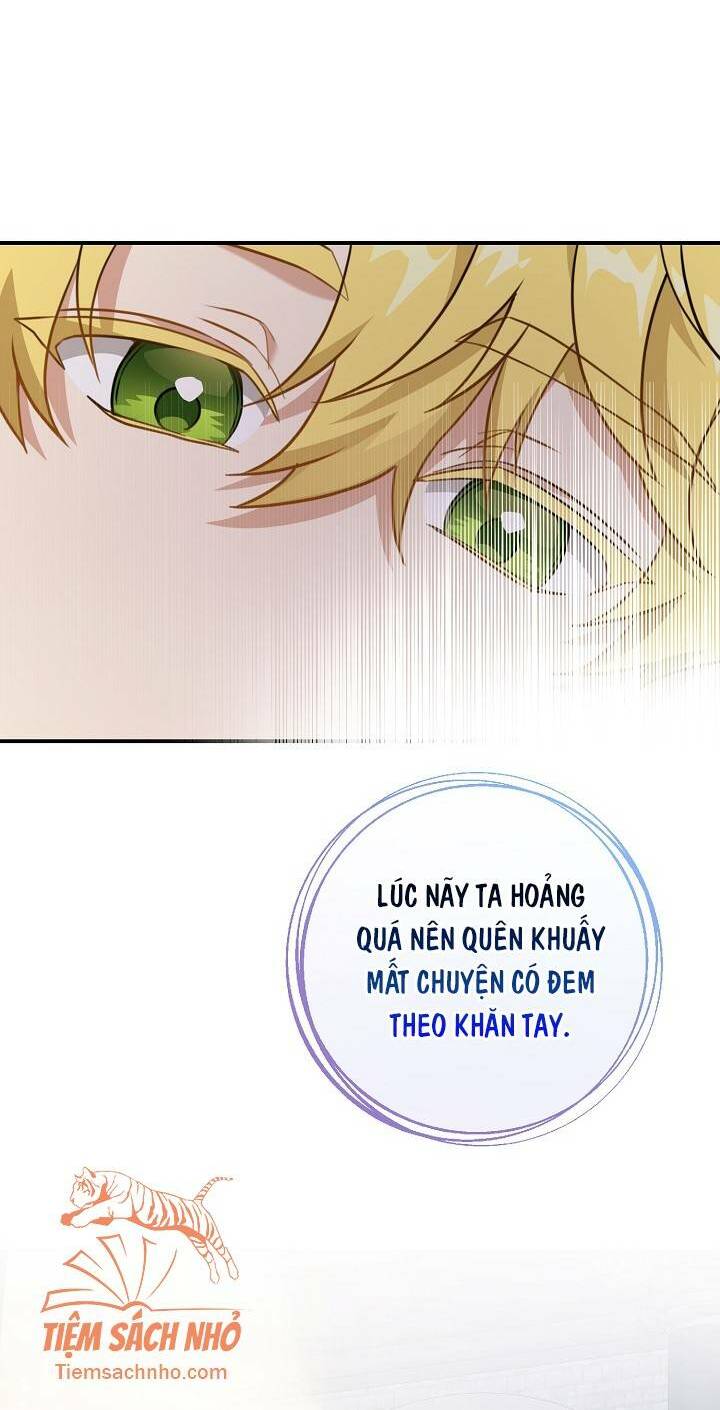 LÚC NÃY TA HOẢNG
QUÁ NÊN QUÊN KHUẤY
MẤT CHUYỆN CÓ ĐEM
THEO KHĂN TAY.
TIỆM SÁCH NHỎ
Tiemsachnho.com